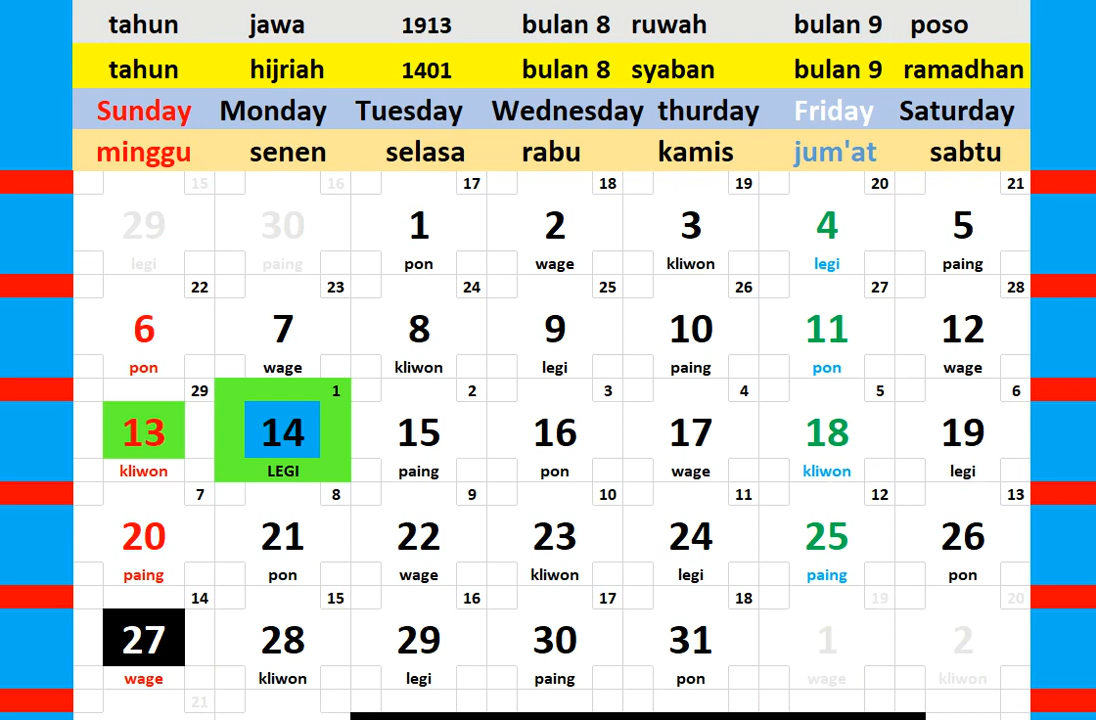 tahun jawa 1913 bulan 8 ruwah bulan 9 poso
tahun hijriah 1401 bulan 8 syaban bulan 9 ramadhan
Sunday Monday Tuesday Wednesday thurday Friday Saturday
minggu senen selasa rabu kamis jum'at sabtu
15 16 17 18 19 20 21
29 30 1 2 3 4 5
legi paing pon wage kliwon legi paing
22 23 24 25 26 27 28
6 7 8 9 10 11 12
pon wage kliwon legi paing pon wage
29 1 2 3 4 5 6
13 14 15 16 17 18 19
kliwon LEGI paing pon wage kliwon legi
7 8 9 10 11 12 13
20 21 22 23 24 25 26
paing pon wage kliwon legi paing pon
14 15 16 17 18 19 20
27 28 29 30 31 1 2
wage kliwon legi paing pon wage kliwon
21